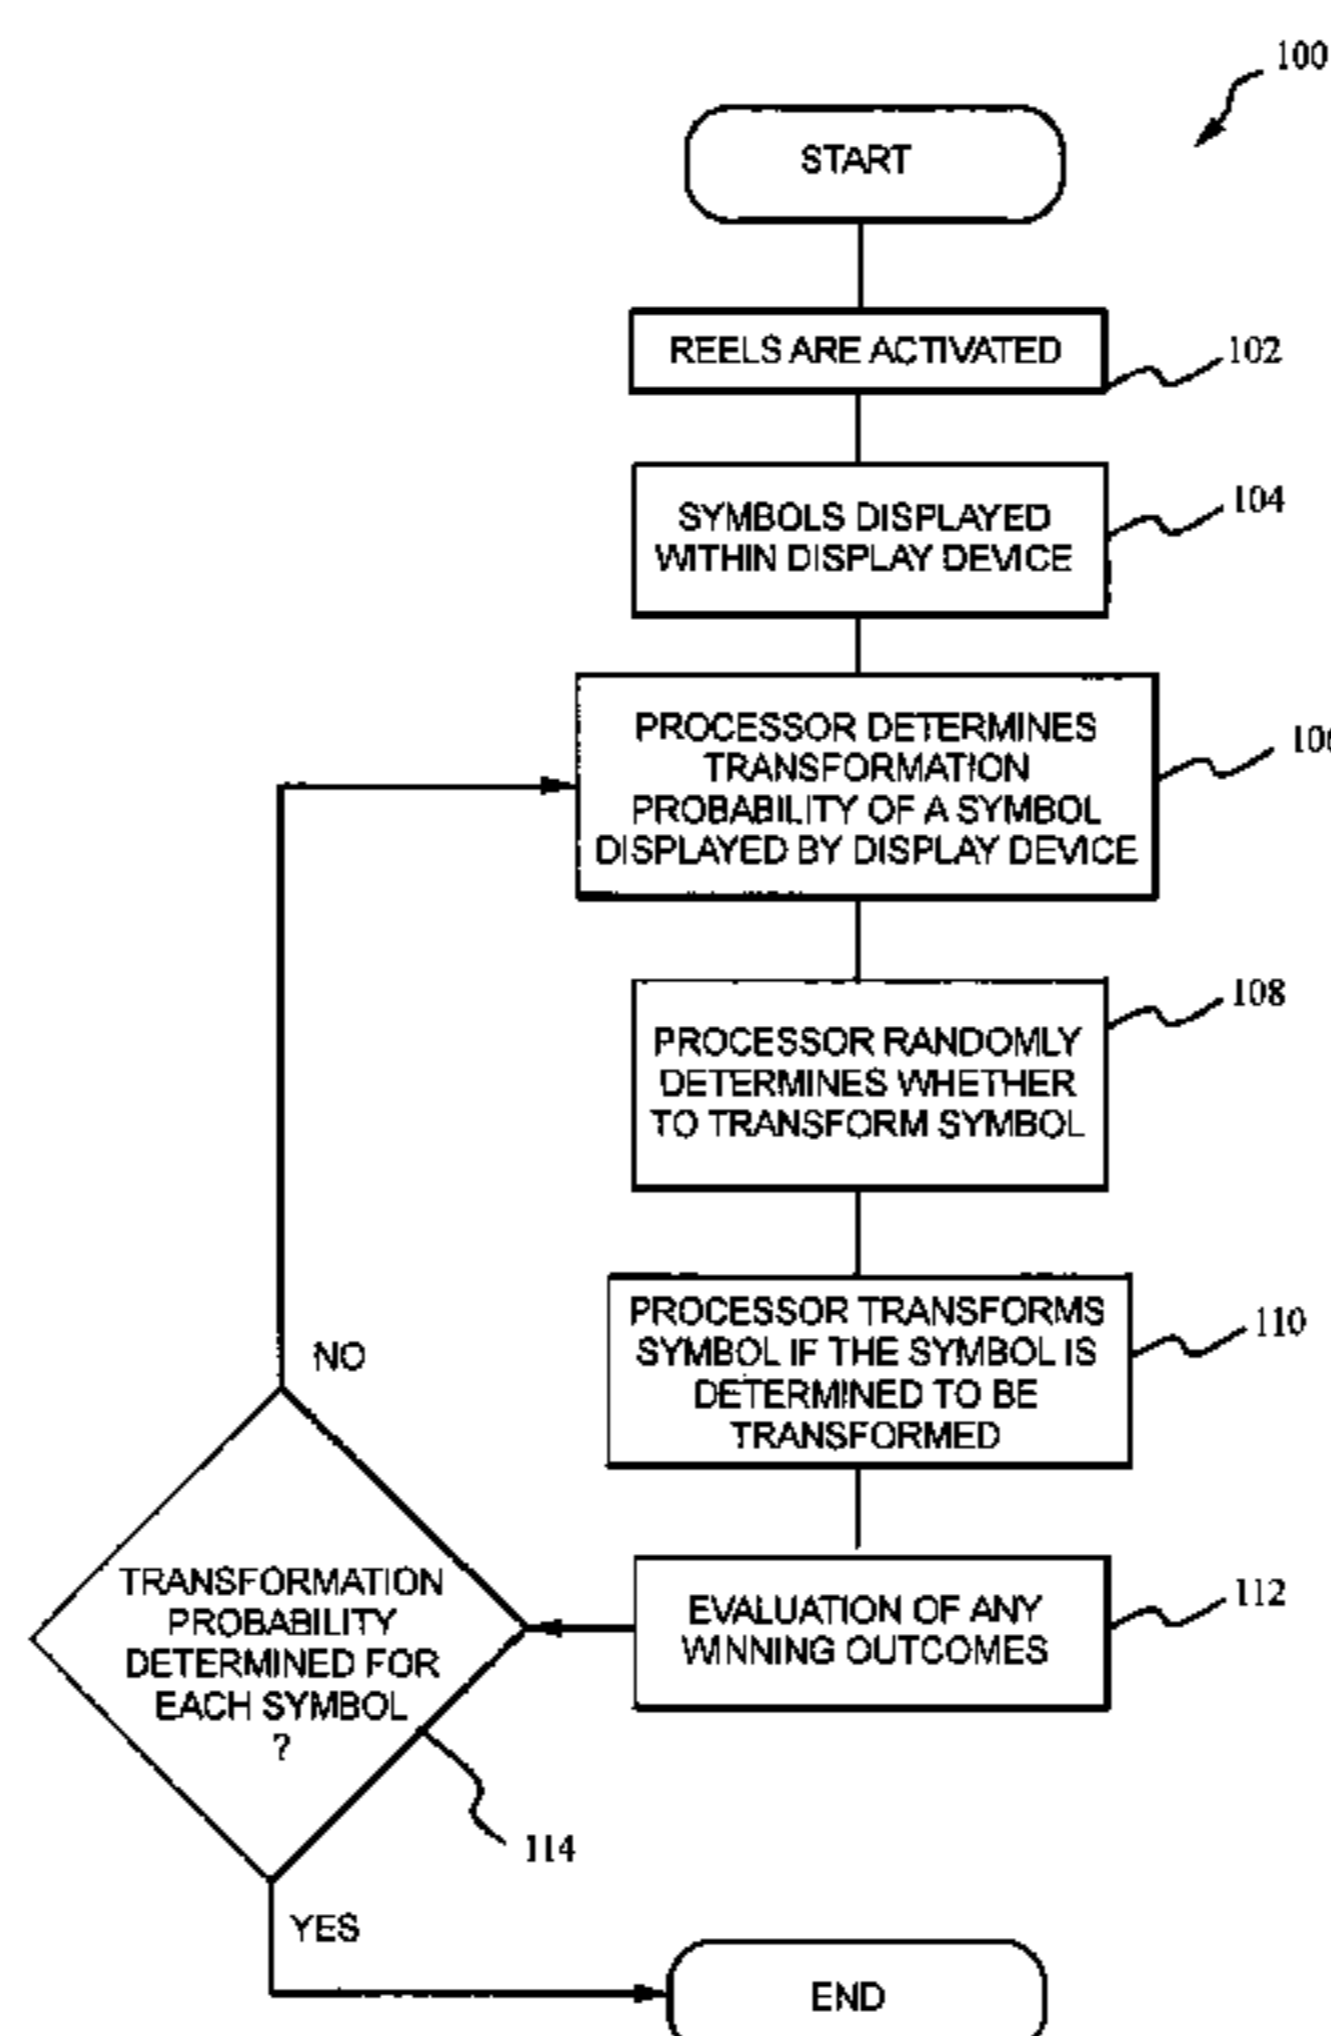 100
START
REELS ARE ACTIVATED
102
SYMBOLS DISPLAYED
WITHIN DISPLAY DEVICE
104
PROCESSOR DETERMINES
TRANSFORMATION
PROBABILITY OF A SYMBOL
DISPLAYED BY DISPLAY DEVICE
106
PROCESSOR RANDOMLY
DETERMINES WHETHER
TO TRANSFORM SYMBOL
108
PROCESSOR TRANSFORMS
SYMBOL IF THE SYMBOL IS
DETERMINED TO BE
TRANSFORMED
110
EVALUATION OF ANY
WINNING OUTCOMES
112
NO
TRANSFORMATION
PROBABILITY
DETERMINED FOR
EACH SYMBOL
?
114
YES
END